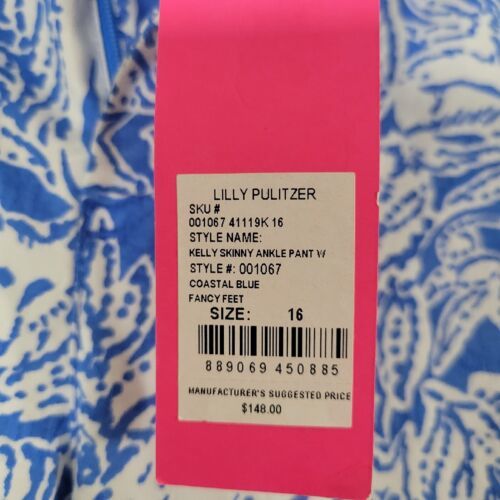 LILLY PULITZER
SKU #
001067 41119K 16
STYLE NAME:
KELLY SKINNY ANKLE PANT W
STYLE #: 001067
COASTAL BLUE
FANCY FEET
SIZE: 16
889069 450885
MANUFACTURER'S SUGGESTED PRICE
$148.00